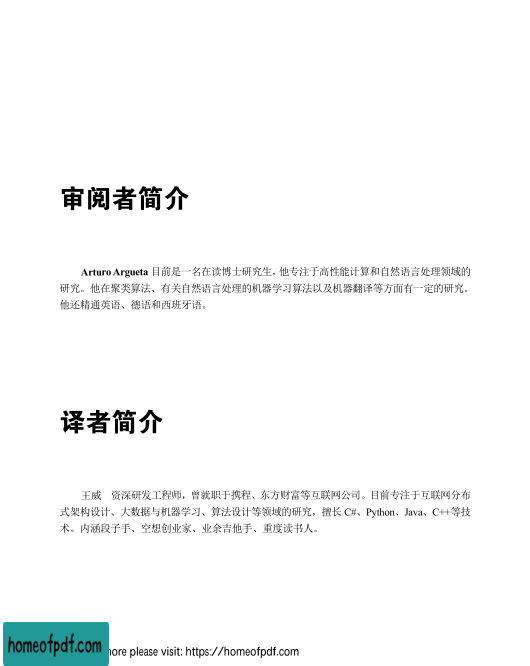 审阅者简介
Arturo Argueta 目前是一名在读博士研究生，他专注于高性能计算和自然语言处理领域的
研究。他在聚类算法、有关自然语言处理的机器学习算法以及机器翻译等方面有一定的研究。
他还精通英语、德语和西班牙语。
译者简介
王威　资深研发工程师，曾就职于携程、东方财富等互联网公司。目前专注于互联网分布
式架构设计、大数据与机器学习、算法设计等领域的研究，擅长 C#、Python、Java、C++等技
术。内涵段子手、空想创业家、业余吉他手、重度读书人。
homeofpdf.com
more please visit: https://homeofpdf.com